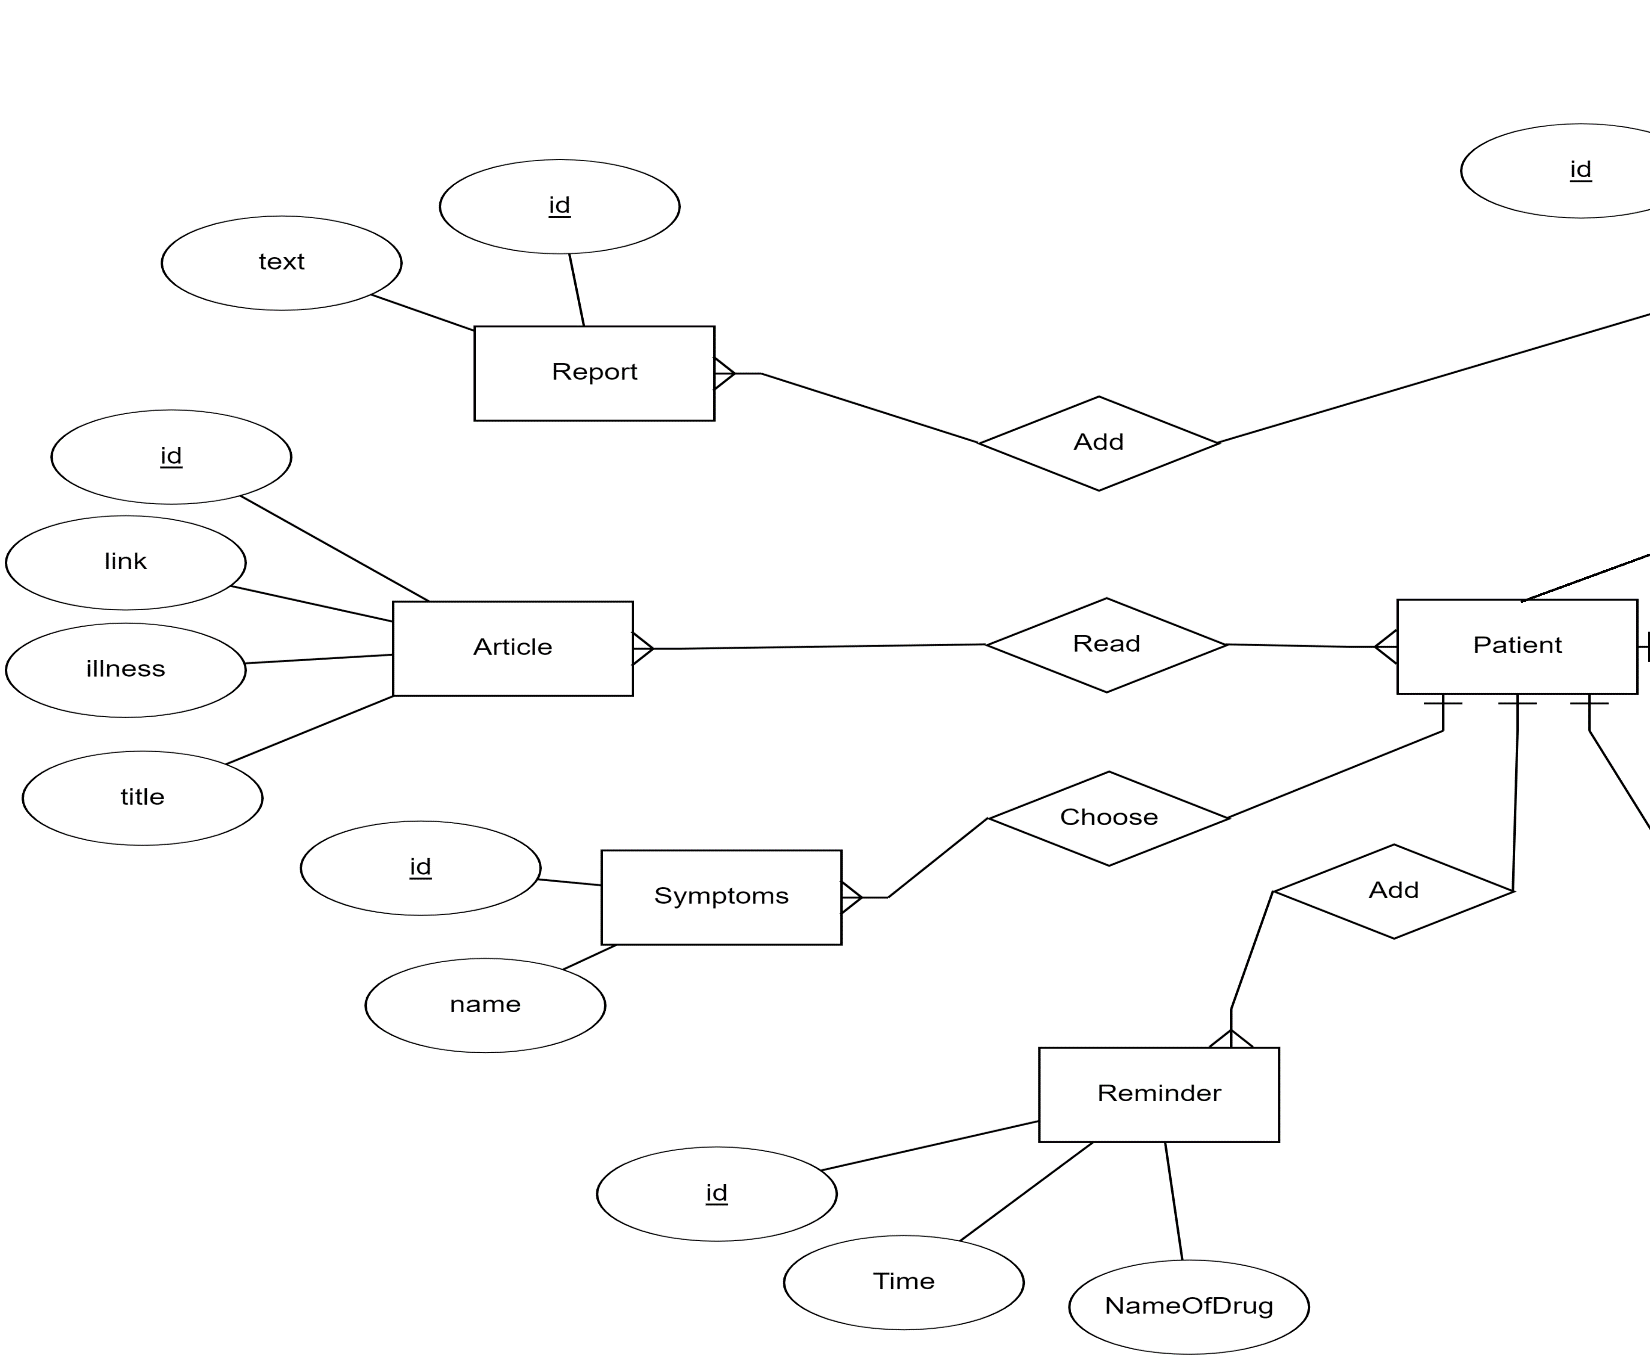 id
id
text
Report
Add
id
link
Article
Read
Patient
illness
title
Choose
id
Symptoms
Add
name
Reminder
id
Time
NameOfDrug